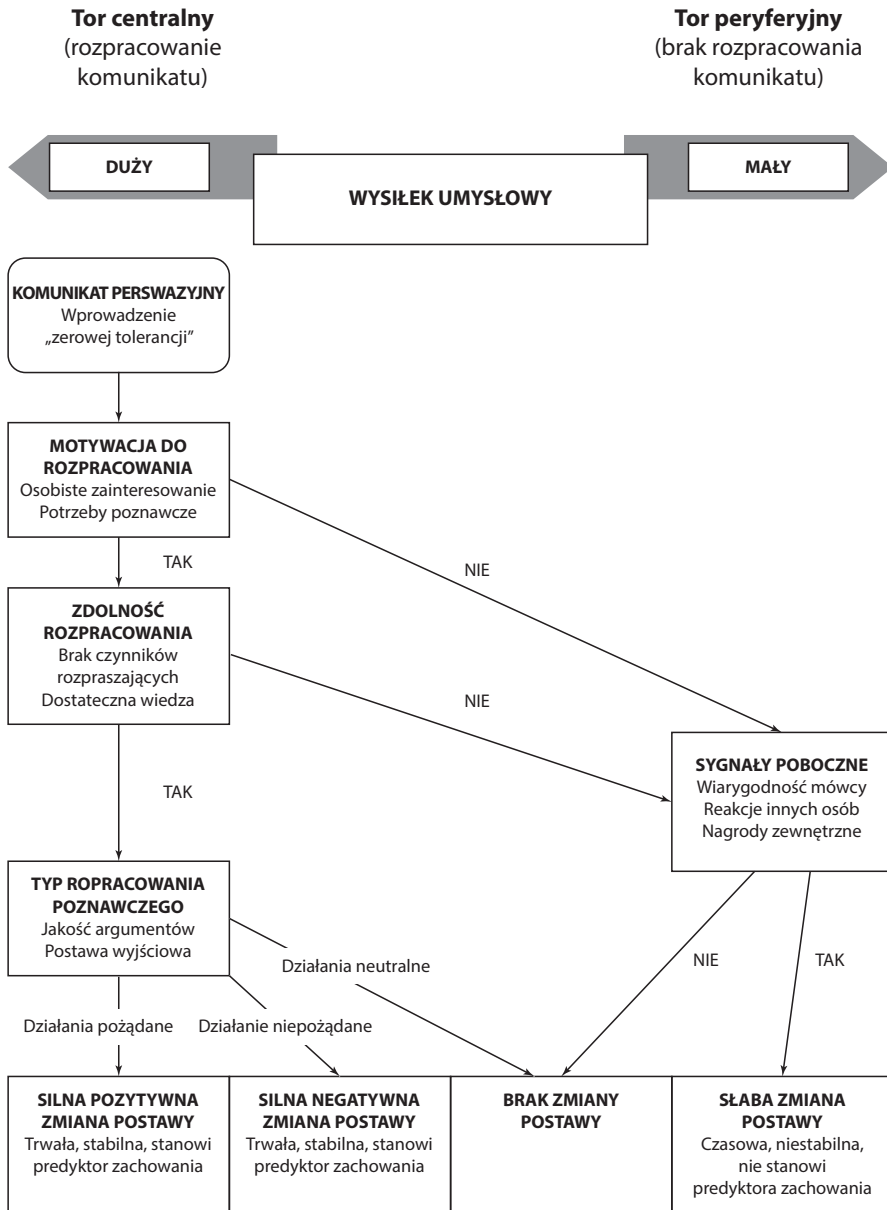 Tor centralny
(rozpracowanie
komunikatu)
Tor peryferyjny
(brak rozpracowania
komunikatu)
DUŻY
WYSIŁEK UMYSŁOWY
MAŁY
KOMUNIKAT PERSWAZYJNY
Wprowadzenie
„zerowej tolerancji”
MOTYWACJA DO
ROZPRACOWANIA
Osobiste zainteresowanie
Potrzeby poznawcze
TAK
NIE
ZDOLNOŚĆ
ROZPRACOWANIA
Brak czynników
rozpraszających
Dostateczna wiedza
NIE
TAK
SYGNAŁY POBOCZNE
Wiarygodność mówcy
Reakcje innych osób
Nagrody zewnętrzne
TYP ROPRACOWANIA
POZNAWCZEGO
Jakość argumentów
Postawa wyjściowa
Działania neutralne
NIE
TAK
Działania pożądane
Działanie niepożądane
SILNA POZYTYWNA
ZMIANA POSTAWY
Trwała, stabilna, stanowi
predyktor zachowania
SILNA NEGATYWNA
ZMIANA POSTAWY
Trwała, stabilna, stanowi
predyktor zachowania
BRAK ZMIANY
POSTAWY
SŁABA ZMIANA
POSTAWY
Czasowa, niestabilna,
nie stanowi
predyktora zachowania